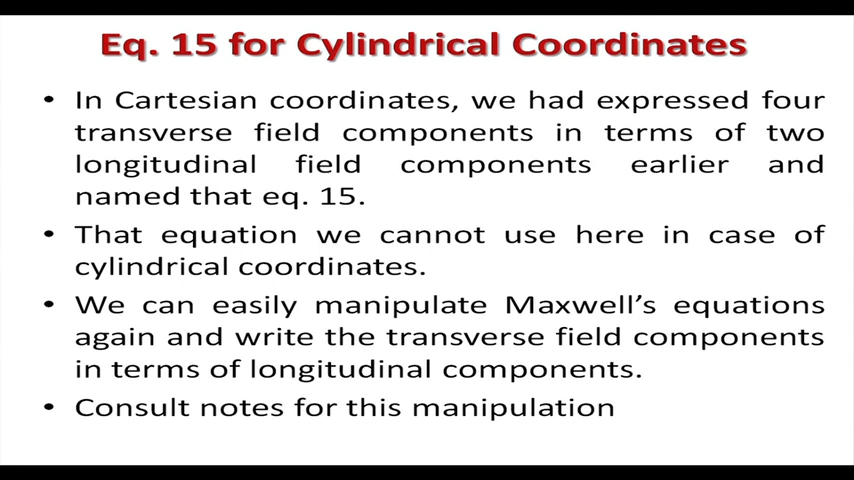 Eq. 15 for Cylindrical Coordinates
• In Cartesian coordinates, we had expressed four
transverse field components in terms of two
longitudinal field components earlier and
named that eq. 15.
• That equation we cannot use here in case of
cylindrical coordinates.
• We can easily manipulate Maxwell’s equations
again and write the transverse field components
in terms of longitudinal components.
• Consult notes for this manipulation